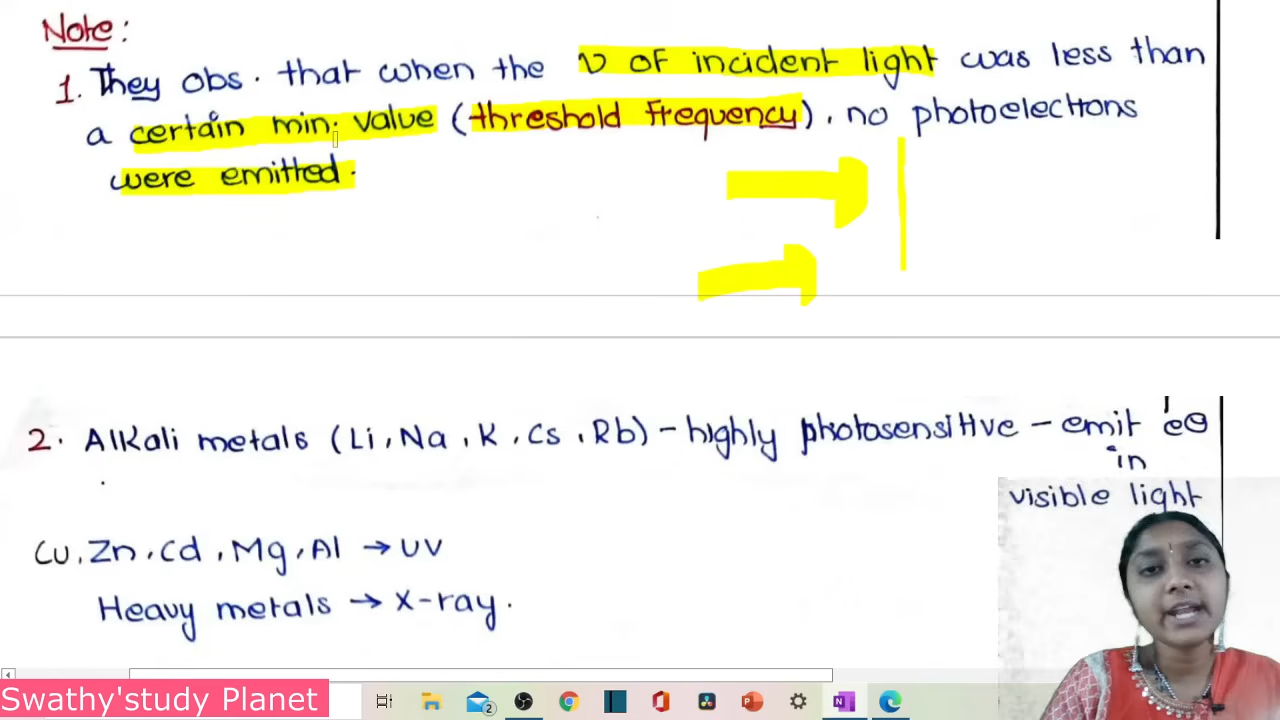 Note:
1. They obs. that when the ν of incident light was less than
a certain min. value (threshold frequency), no photoelectrons
were emitted.
2. Alkali metals (Li, Na, K, Cs, Rb) - highly photosensitive - emit e⊖
in
visible light
Cu, Zn, Cd, Mg, Al → UV
Heavy metals → X-ray.
Swathy'study Planet
2